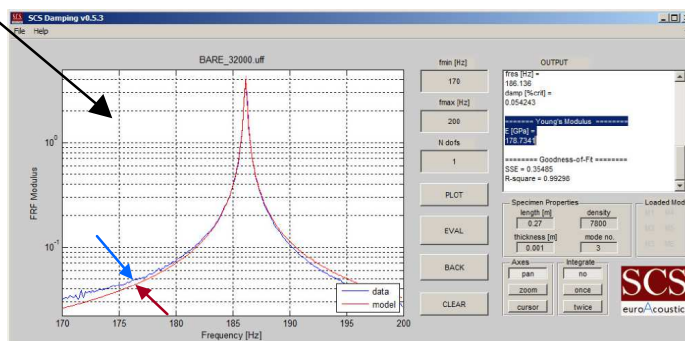 SCS Damping v0.5.3
File Help
BARE_32000.uff
10^0
10^-1
FRF Modulus
170 175 180 185 190 195 200
Frequency [Hz]
data
model
fmin [Hz]
170
fmax [Hz]
200
N dofs
1
PLOT
EVAL
BACK
CLEAR
OUTPUT
fres [Hz] =
186.136
damp [%crit] =
0.054243
======= Young's Modulus =======
E [GPa] =
178.7341
======== Goodness-of-Fit ========
SSE = 0.35485
R-square = 0.99298
Specimen Properties
length [m] density
0.27 7800
thickness [m] mode no.
0.001 3
Loaded Mod
Axes
pan
zoom
cursor
Integrate
no
once
twice
SCS
euroAcoustic